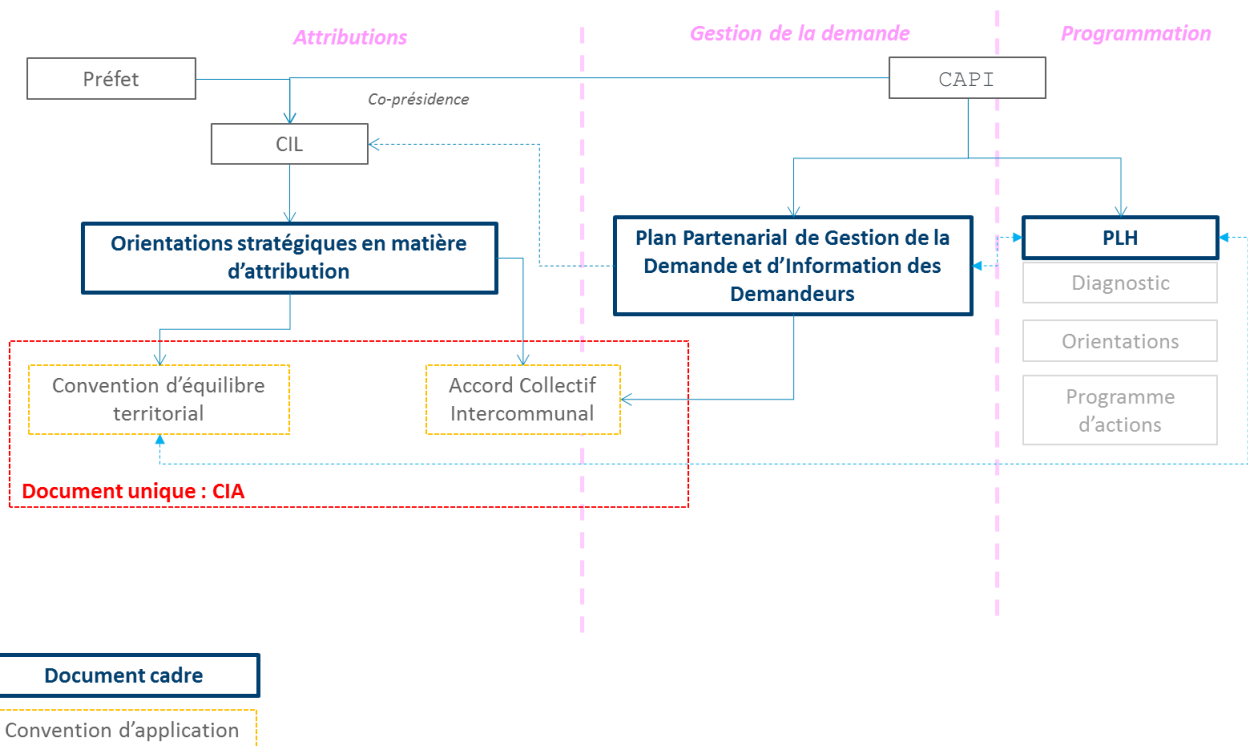 Attributions
Gestion de la demande
Programmation
Préfet
CAPI
Co-présidence
CIL
Orientations stratégiques en matière
d'attribution
Plan Partenarial de Gestion de la
Demande et d'Information des
Demandeurs
PLH
Diagnostic
Orientations
Programme
d'actions
Convention d'équilibre
territorial
Accord Collectif
Intercommunal
Document unique : CIA
Document cadre
Convention d'application